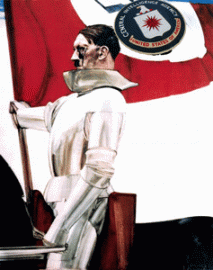 CENTRAL INTELLIGENCE AGENCY
UNITED STATES OF AMERICA